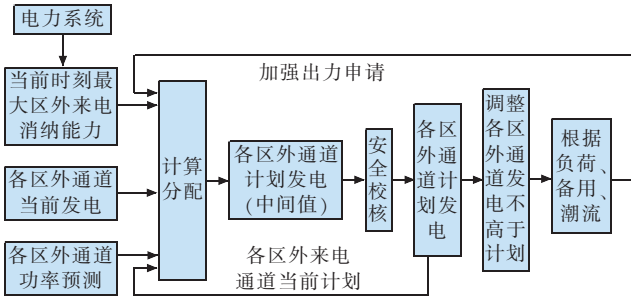 电力系统
当前时刻最
大区外来电
消纳能力
各区外通道
当前发电
各区外通道
功率预测
加强出力申请
计算
分配
各区外通道
计划发电
(中间值)
安
全
校
核
各区
外通
道计
划发
电
调整
各区
外通
道发
电不
高于
计划
根据
负荷、
备用、
潮流
各区外来电
通道当前计划